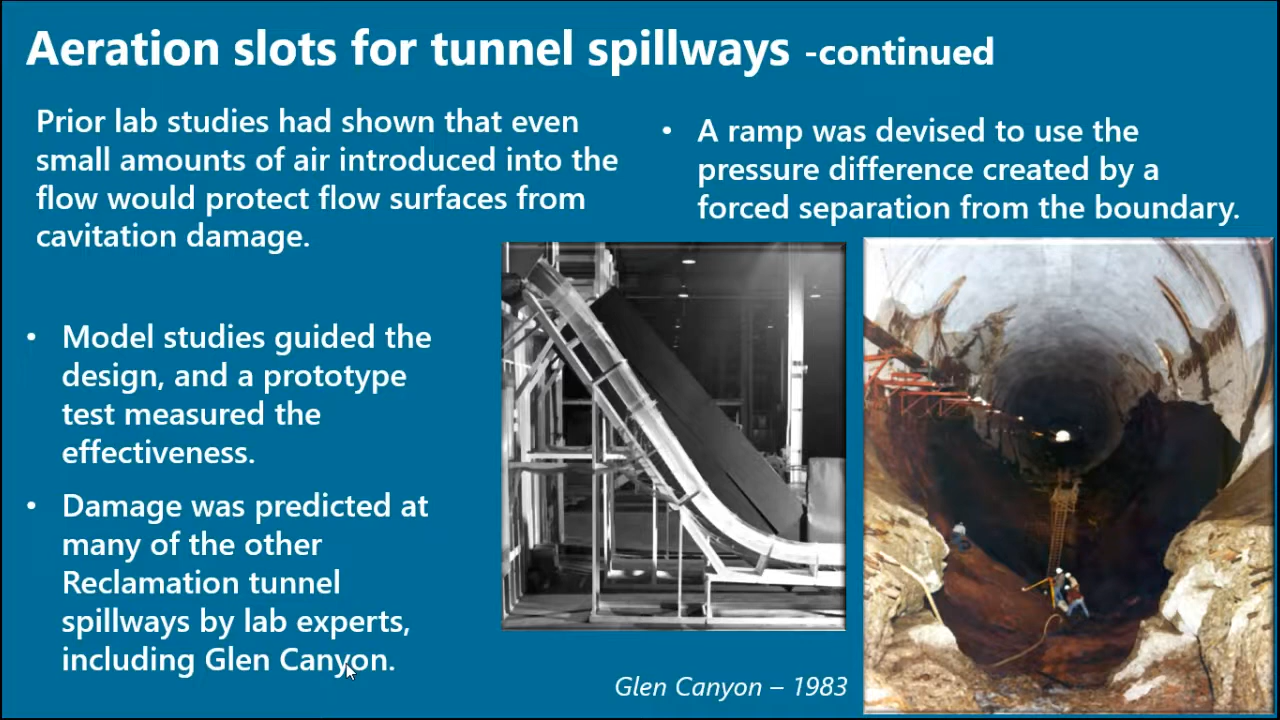 Aeration slots for tunnel spillways -continued
Prior lab studies had shown that even
small amounts of air introduced into the
flow would protect flow surfaces from
cavitation damage.
• Model studies guided the
design, and a prototype
test measured the
effectiveness.
• Damage was predicted at
many of the other
Reclamation tunnel
spillways by lab experts,
including Glen Canyon.
• A ramp was devised to use the
pressure difference created by a
forced separation from the boundary.
Glen Canyon – 1983